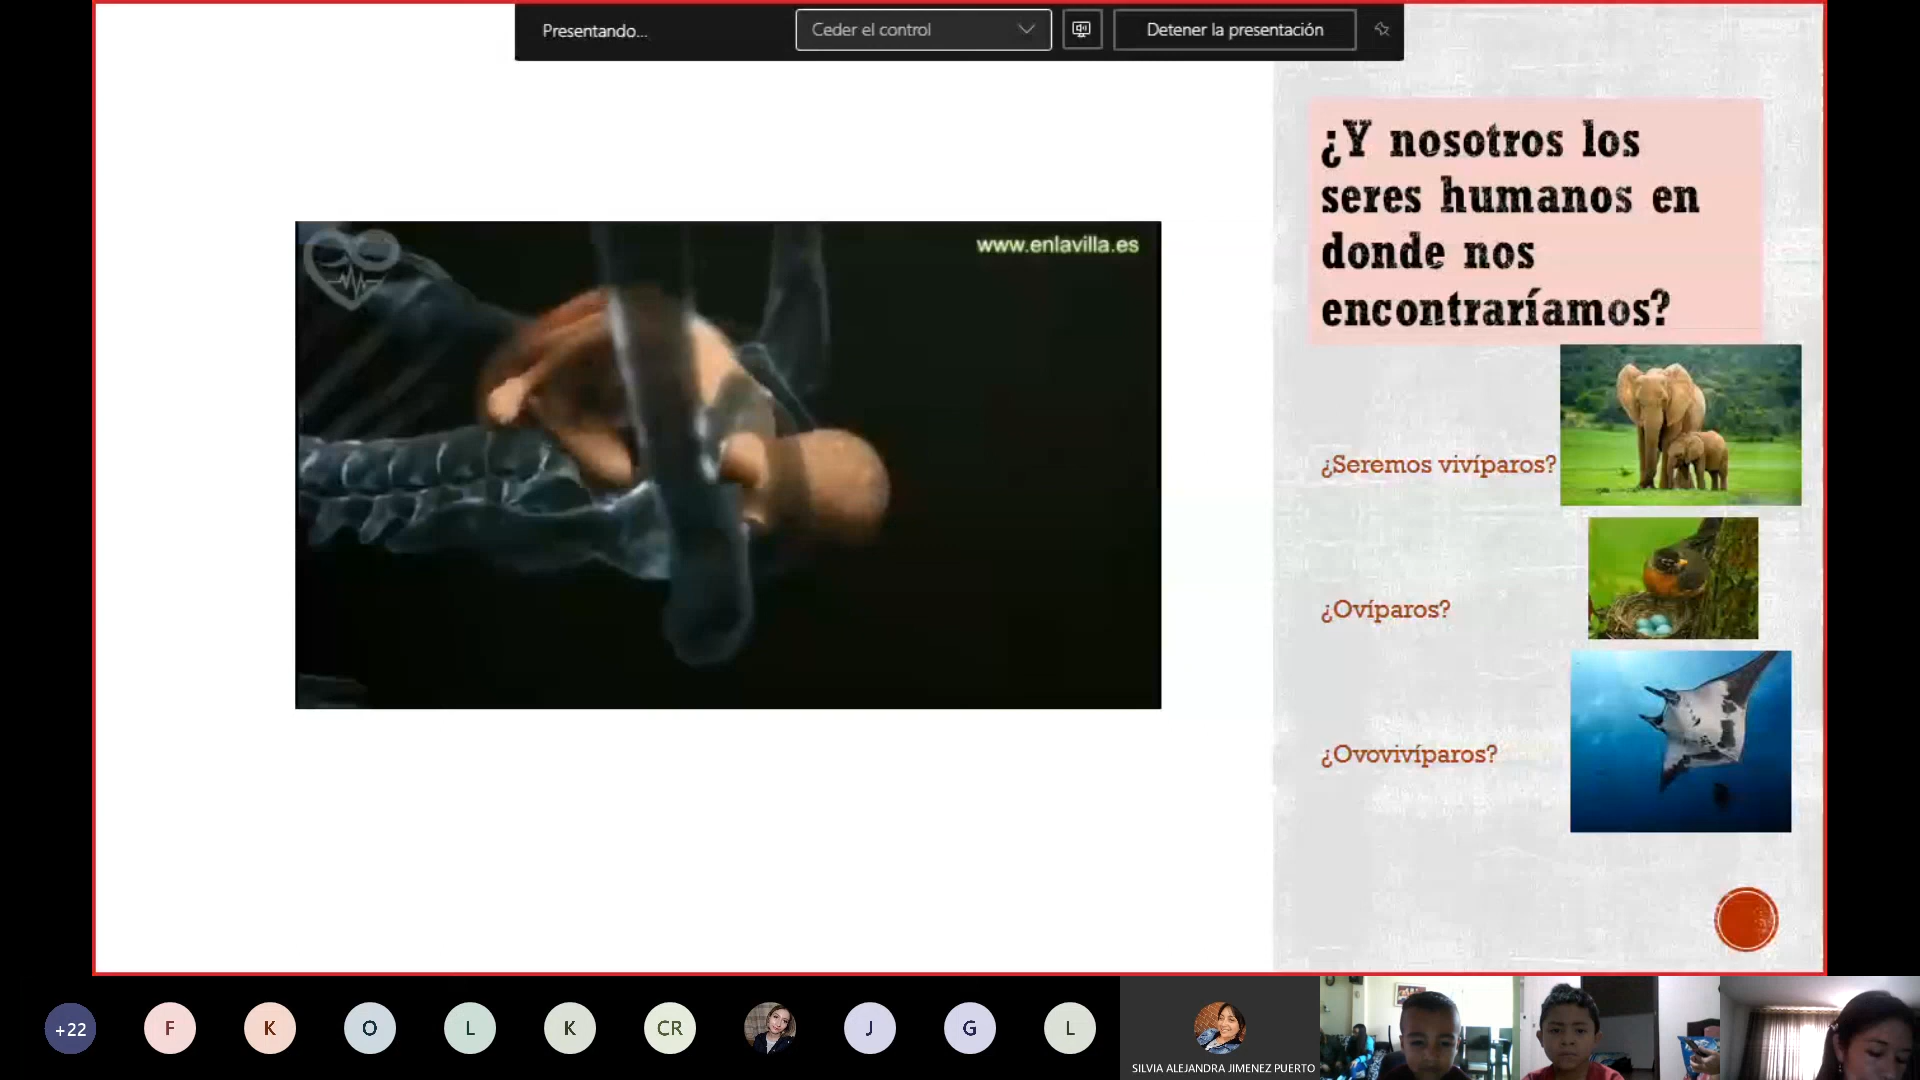 Presentando...
Ceder el control
Detener la presentación
¿Y nosotros los
seres humanos en
donde nos
encontraríamos?
www.enlavilla.es
¿Seremos vivíparos?
¿Ovíparos?
¿Ovovivíparos?
+22
F
K
O
L
K
CR
J
G
L
SILVIA ALEJANDRA JIMENEZ PUERTO